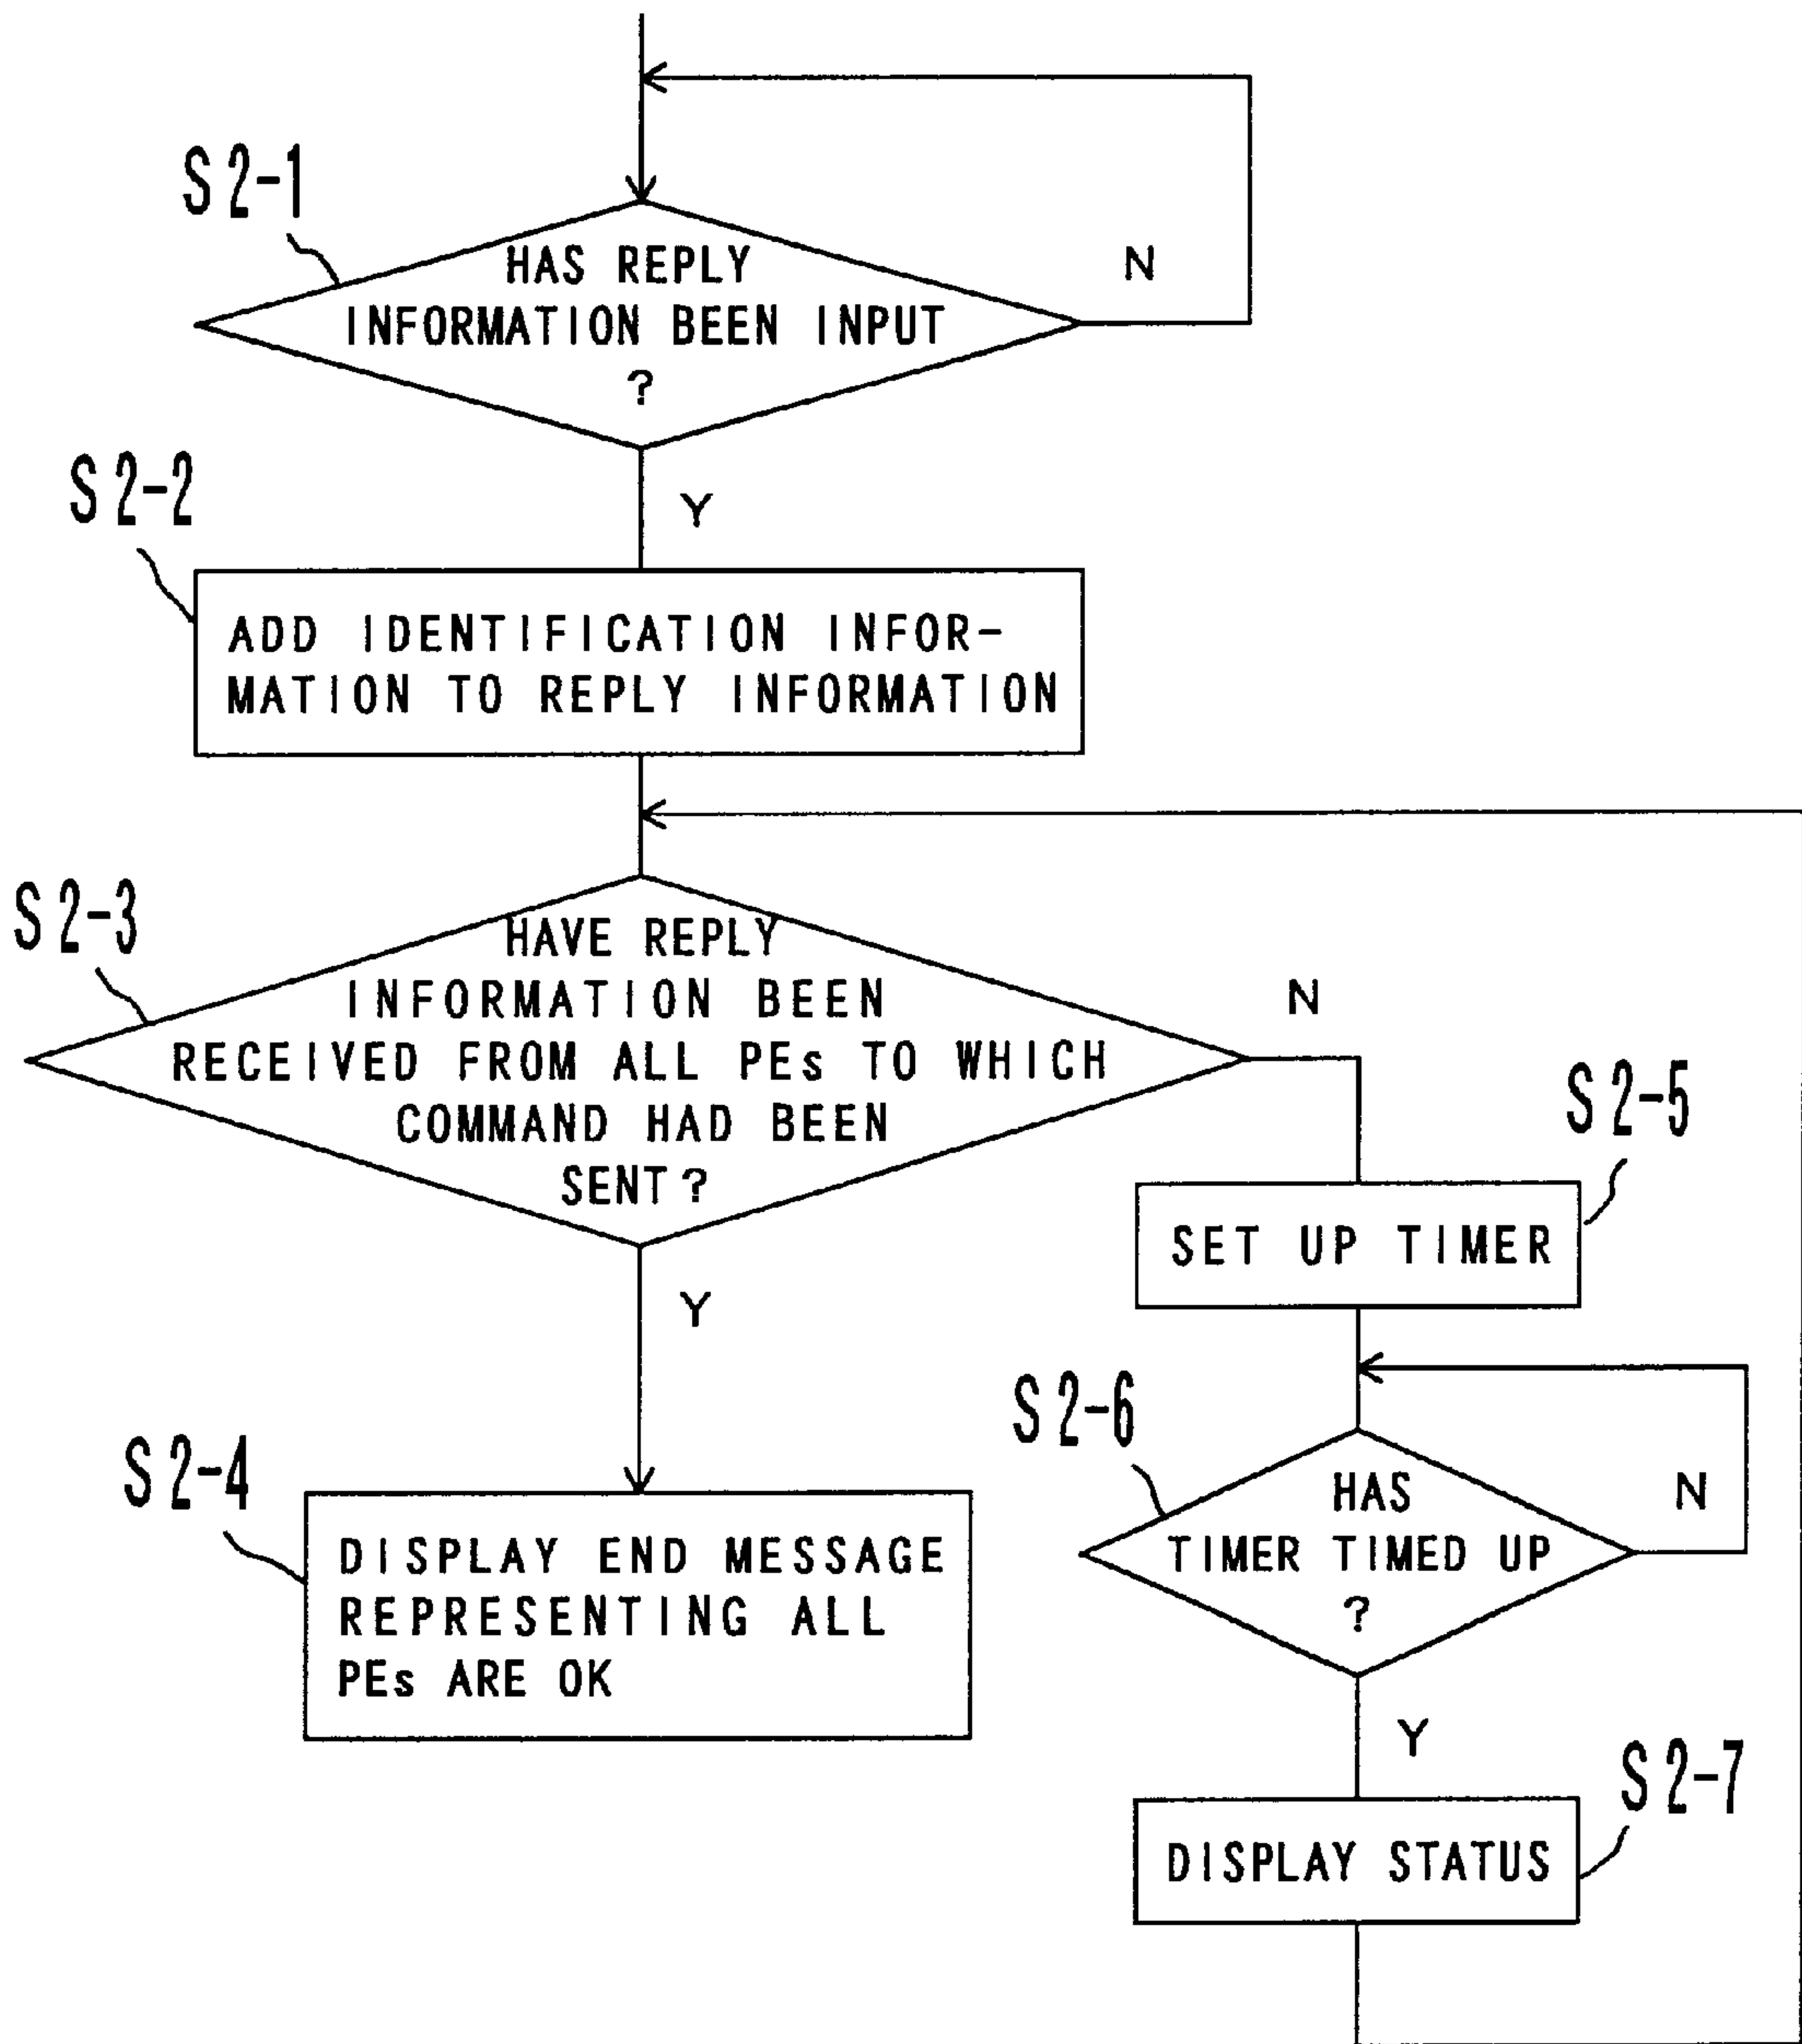 S2-1
HAS REPLY
INFORMATION BEEN INPUT
?
N
S2-2
Y
ADD IDENTIFICATION INFOR-
MATION TO REPLY INFORMATION
S2-3
HAVE REPLY
INFORMATION BEEN
RECEIVED FROM ALL PEs TO WHICH
COMMAND HAD BEEN
SENT?
N
Y
S2-5
SET UP TIMER
S2-4
DISPLAY END MESSAGE
REPRESENTING ALL
PEs ARE OK
S2-6
HAS
TIMER TIMED UP
?
N
Y
S2-7
DISPLAY STATUS